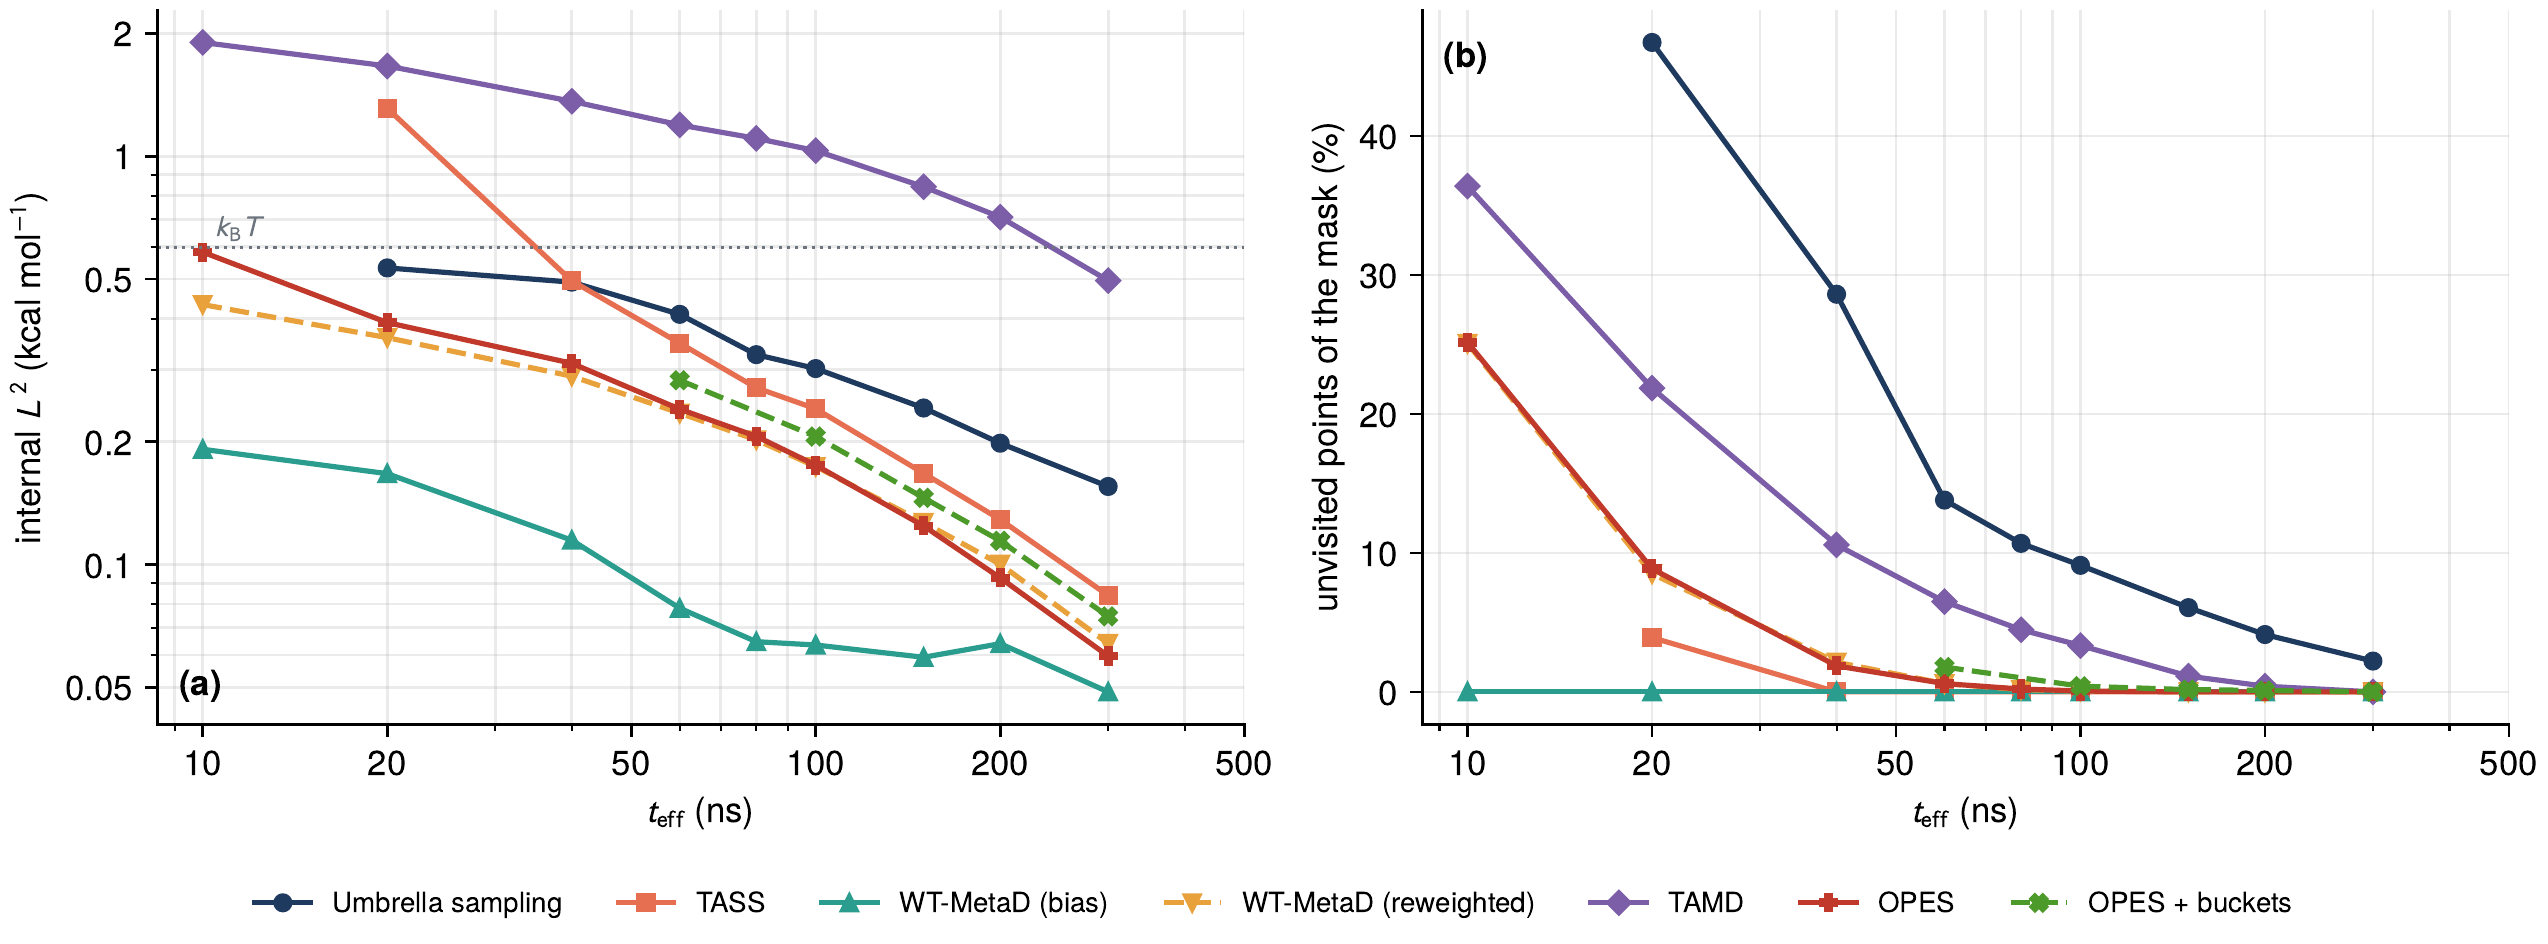 2
1
0.5
0.2
0.1
0.05
internal L² (kcal mol⁻¹)
k_B T
(a)
10 20 50 100 200 500
t_eff (ns)
40
30
20
10
0
unvisited points of the mask (%)
(b)
10 20 50 100 200 500
t_eff (ns)
Umbrella sampling TASS WT-MetaD (bias) WT-MetaD (reweighted) TAMD OPES OPES + buckets